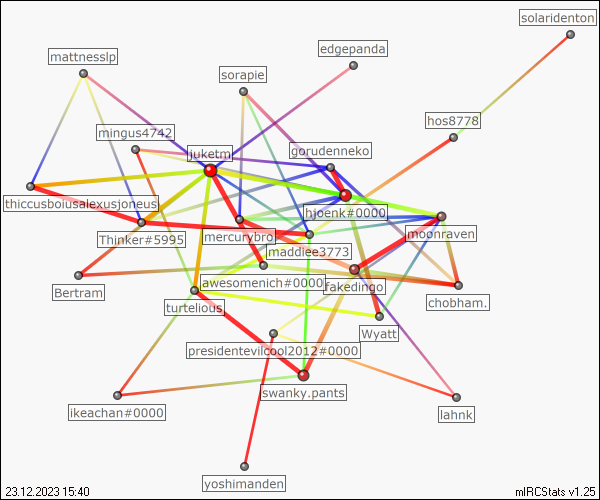 solaridenton
edgepanda
mattnesslp
sorapie
hos8778
mingus4742
juketm
gorudenneko
thiccusboiusalexusjoneus
hjoenk#0000
Thinker#5995
mercurybro
moonraven
maddiee3773
Bertram
awesomenich#0000
fakedingo
chobham.
turtelious
Wyatt
presidentevilcool2012#0000
swanky.pants
ikeachan#0000
lahnk
yoshimanden
23.12.2023 15:40
mIRCStats v1.25